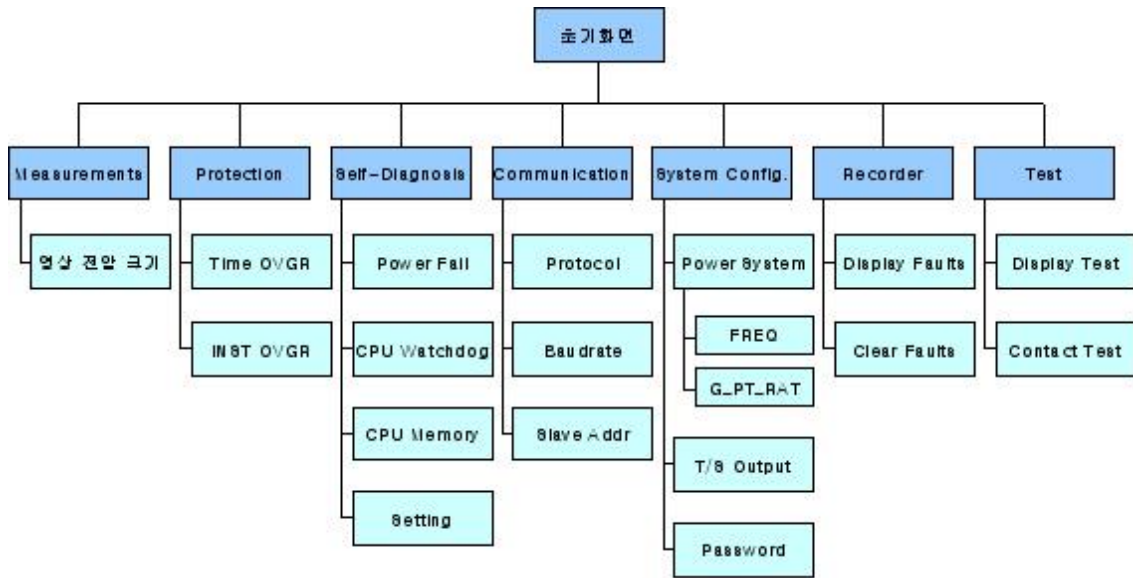 초기화면
Measurements
Protection
Self-Diagnosis
Communication
System Config.
Recorder
Test
영상 전압 크기
Time OVGR
Power Fail
Protocol
Power System
Display Faults
Display Test
FREQ
INST OVGR
CPU Watchdog
Baudrate
Clear Faults
Contact Test
G_PT_RAT
CPU Memory
Slave Addr
T/S Output
Setting
Password